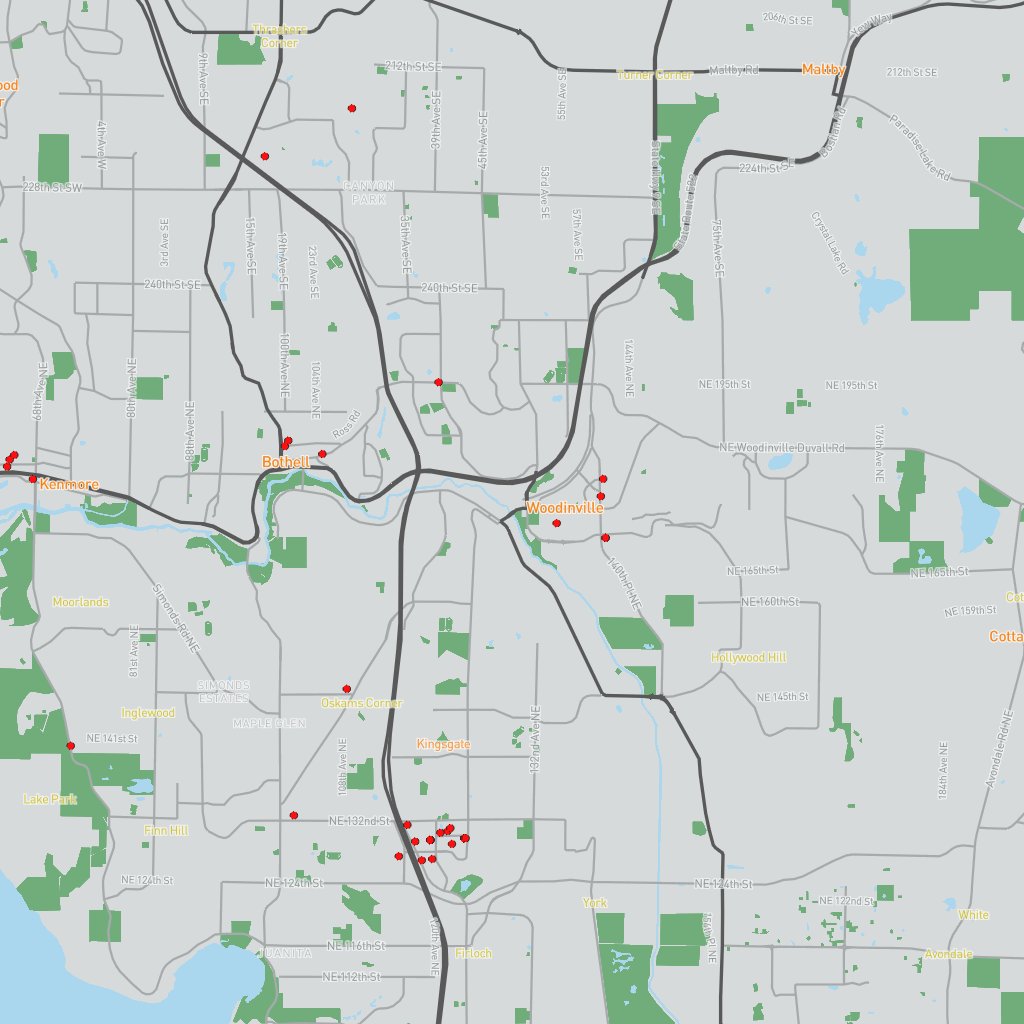 206th St SE
Yew Way
Thrashers
Corner
9th Ave SE
212th St SE
Turner Corner
Maltby Rd
Maltby
212th St SE
ood
r
39th Ave SE
55th Ave SE
45th Ave SE
4th Ave W
Paradise Lake Rd
224th St SE
228th St SW
CANYON
PARK
53rd Ave SE
57th Ave SE
35th Ave SE
3rd Ave SE
15th Ave SE
19th Ave SE
23rd Ave SE
75th Ave SE
Crystal Lake Rd
240th St SE
240th St SE
100th Ave NE
104th Ave NE
144th Ave NE
68th Ave NE
80th Ave NE
88th Ave NE
NE 195th St
NE 195th St
Ross Rd
176th Ave NE
NE Woodinville Duvall Rd
Bothell
Kenmore
Woodinville
140th Pl NE
NE 165th St
NE 165th St
Simonds Rd NE
Moorlands
NE 160th St
Cot
NE 159th St
81st Ave NE
Cotta
Hollywood Hill
SIMONDS
ESTATES
NE 145th St
Oskams Corner
Inglewood
MAPLE GLEN
132nd Ave NE
NE 141st St
Kingsgate
108th Ave NE
184th Ave NE
Avondale Rd NE
Lake Park
Finn Hill
NE 132nd St
NE 124th St
NE 124th St
NE 124th St
NE 122nd St
York
White
154th Pl NE
NE 116th St
JUANITA
Firloch
Avondale
NE 112th St